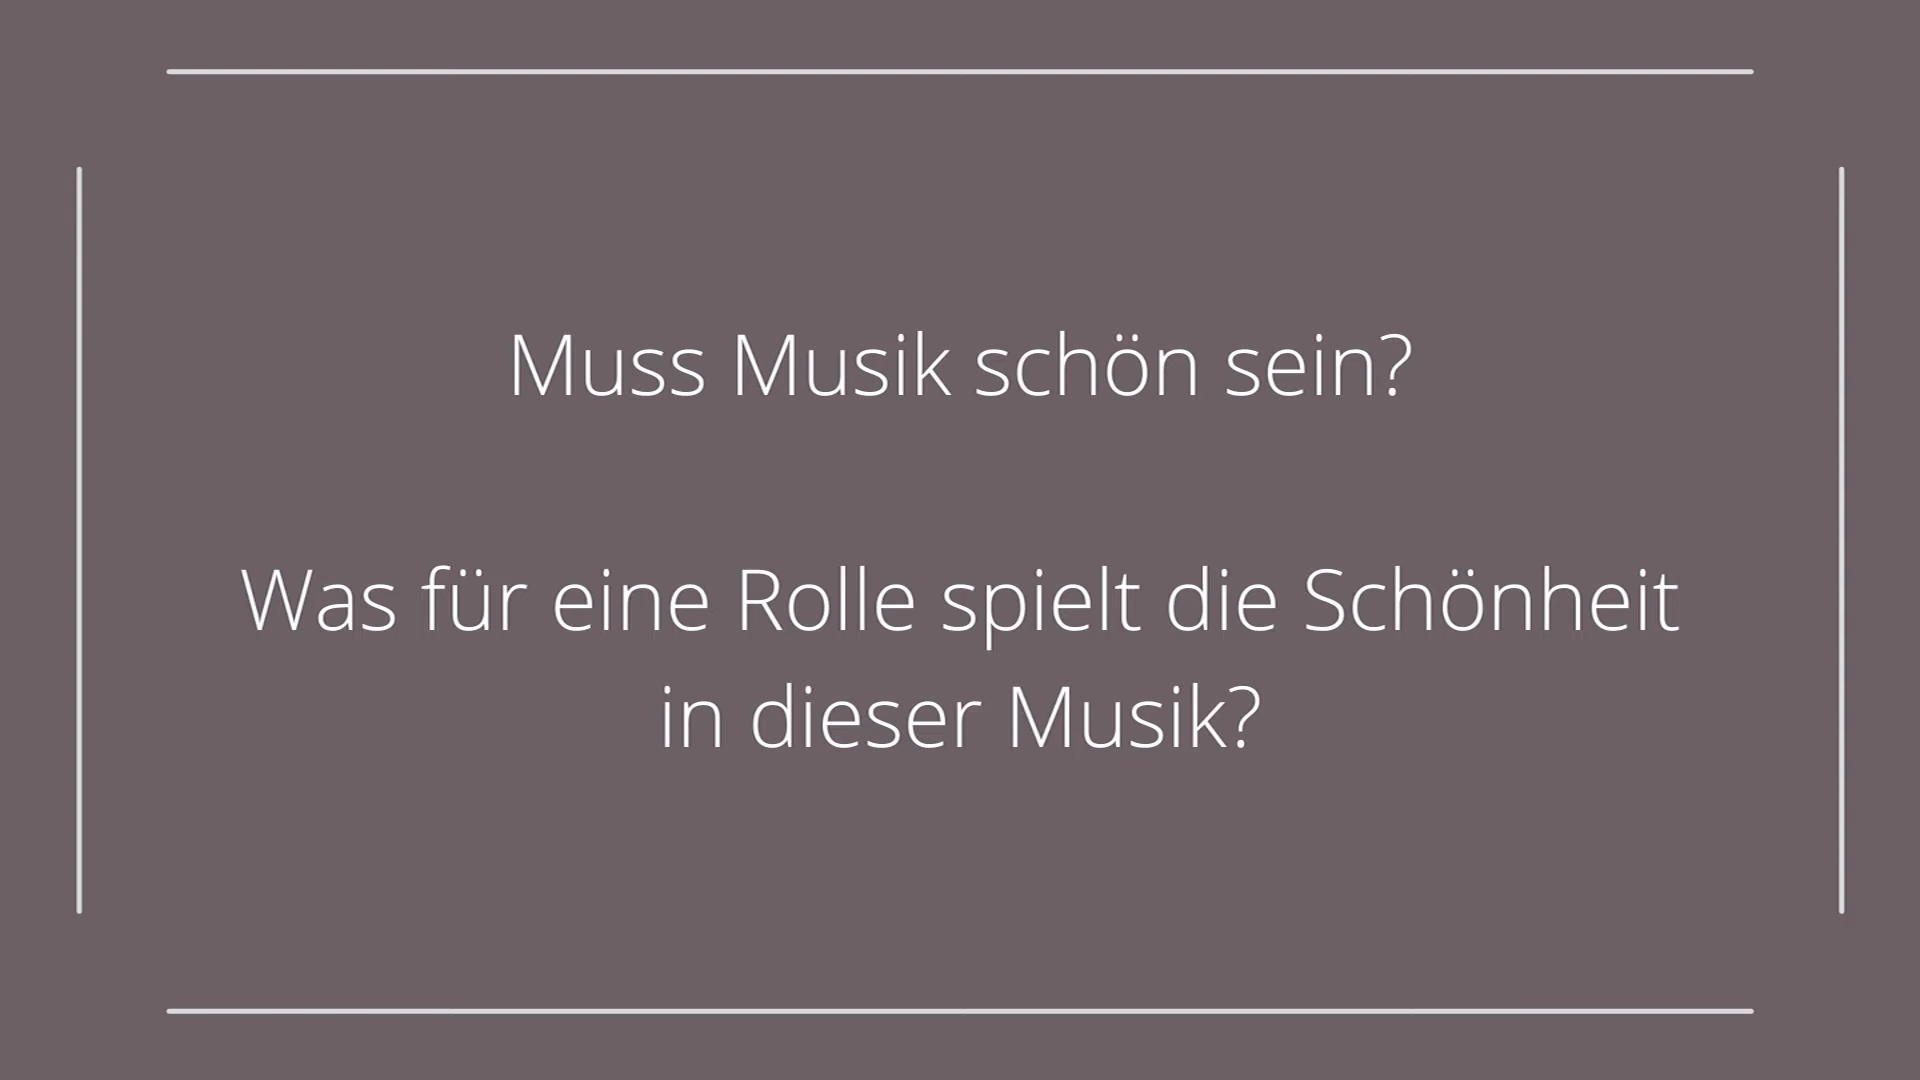 Muss Musik schön sein?
Was für eine Rolle spielt die Schönheit
in dieser Musik?